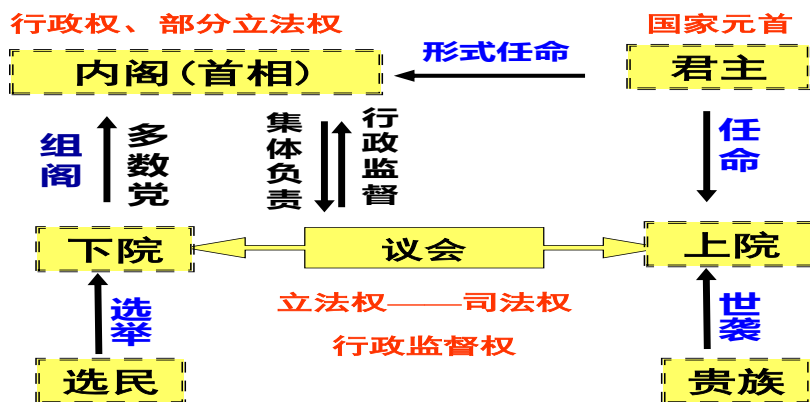 行政权、部分立法权
国家元首
内阁（首相）
形式任命
君主
组阁
多数党
集体负责
行政监督
任命
下院
议会
上院
选举
立法权——司法权
行政监督权
世袭
选民
贵族